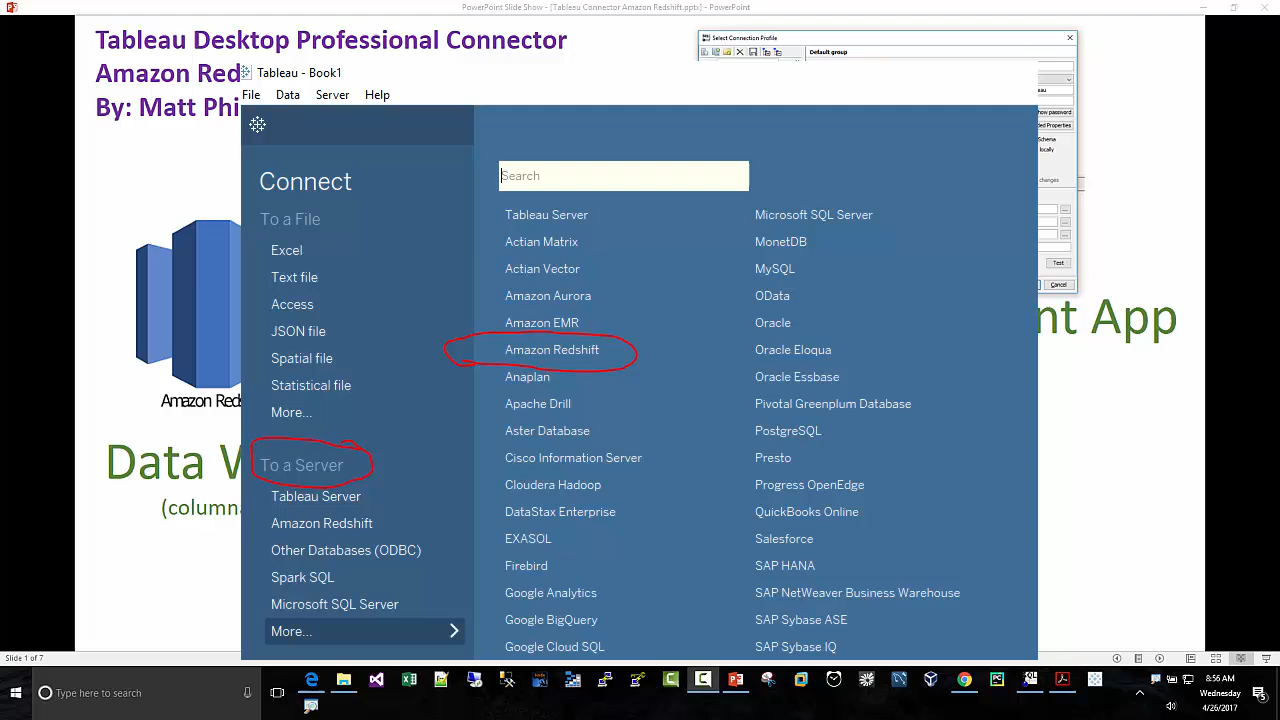 PowerPoint Slide Show - [Tableau Connector Amazon Redshift.pptx] - PowerPoint
Tableau Desktop Professional Connector
Amazon Red
By: Matt Phi
Select Connection Profile
Default group
Tableau - Book1
File Data Server Help
Connect
To a File
Excel
Text file
Access
JSON file
Spatial file
Statistical file
More...
To a Server
Tableau Server
Amazon Redshift
Other Databases (ODBC)
Spark SQL
Microsoft SQL Server
More...
Search
Tableau Server
Actian Matrix
Actian Vector
Amazon Aurora
Amazon EMR
Amazon Redshift
Anaplan
Apache Drill
Aster Database
Cisco Information Server
Cloudera Hadoop
DataStax Enterprise
EXASOL
Firebird
Google Analytics
Google BigQuery
Google Cloud SQL
Microsoft SQL Server
MonetDB
MySQL
OData
Oracle
Oracle Eloqua
Oracle Essbase
Pivotal Greenplum Database
PostgreSQL
Presto
Progress OpenEdge
QuickBooks Online
Salesforce
SAP HANA
SAP NetWeaver Business Warehouse
SAP Sybase ASE
SAP Sybase IQ
Schema
locally
changes
Test
Cancel
nt App
Amazon Reds
Data W
(columna
Slide 1 of 7
Type here to search
8:56 AM
Wednesday
4/26/2017